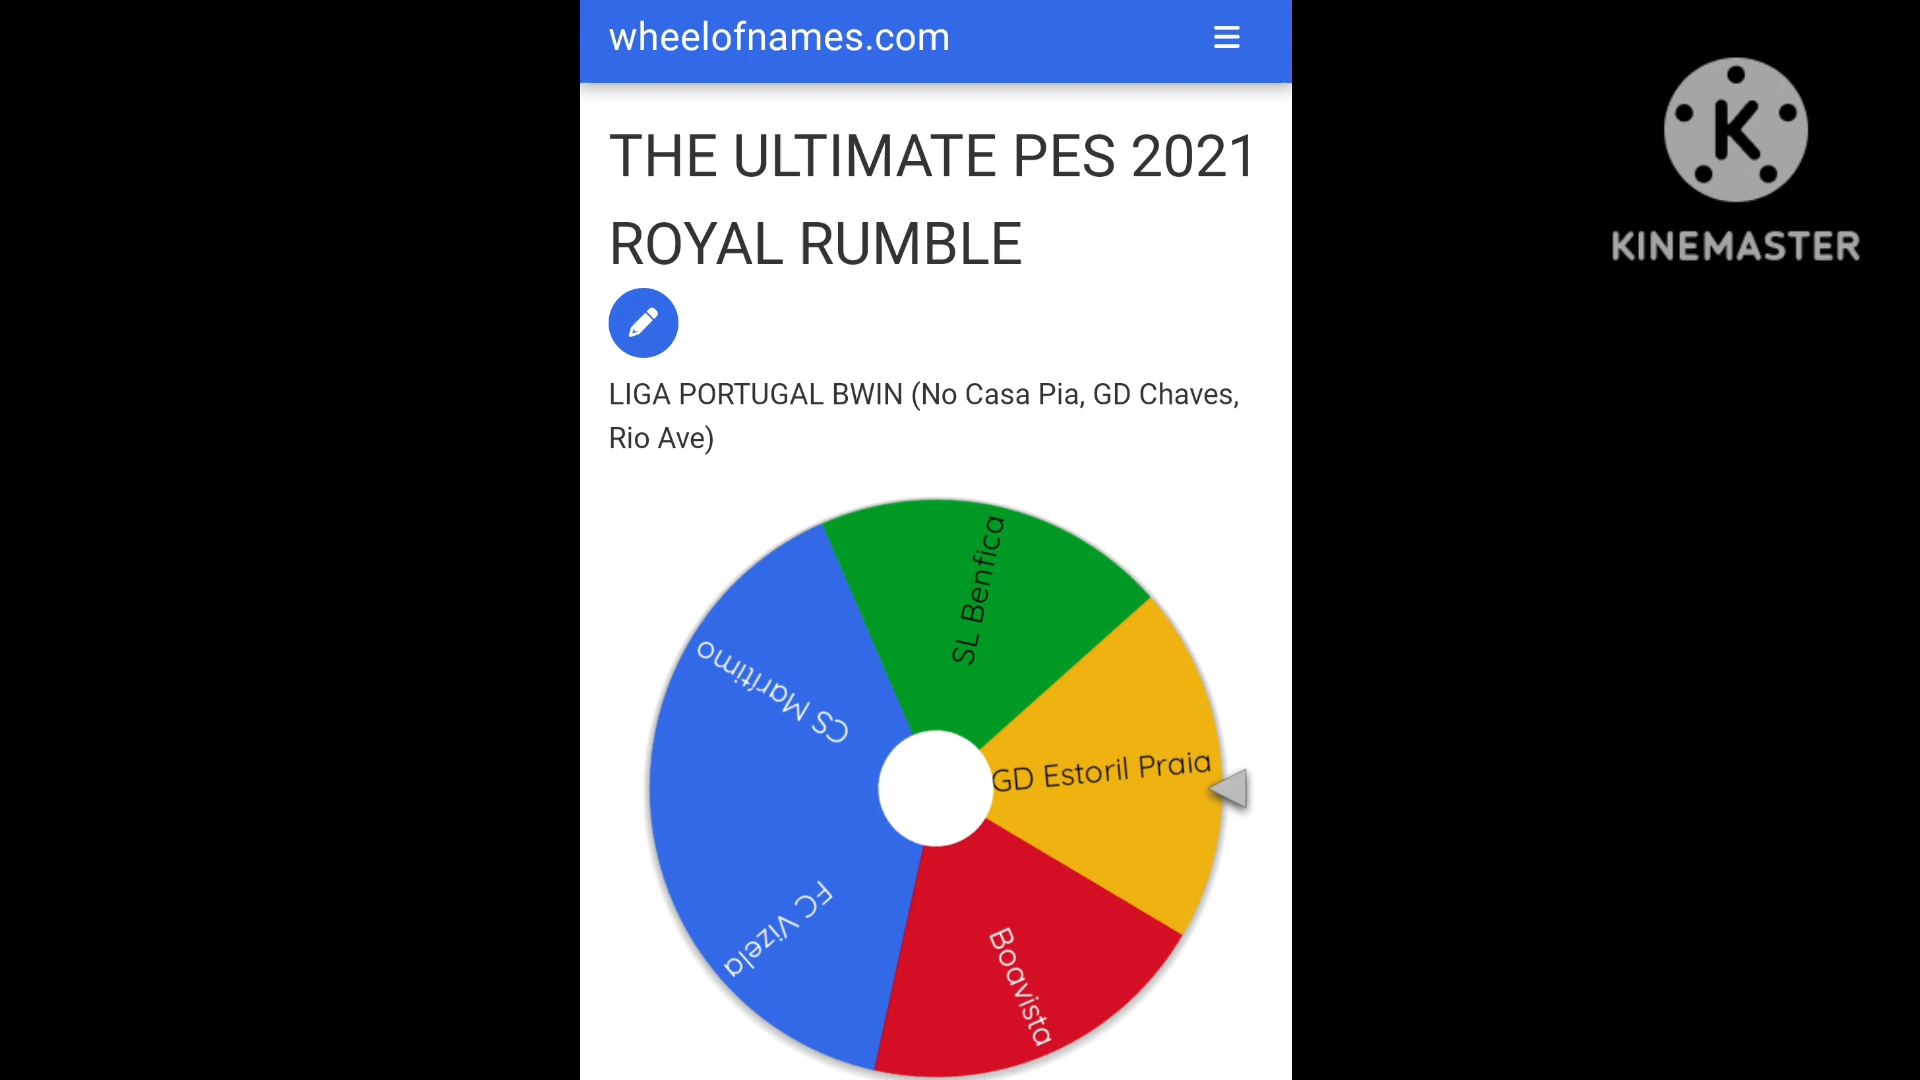 wheelofnames.com
THE ULTIMATE PES 2021
ROYAL RUMBLE
LIGA PORTUGAL BWIN (No Casa Pia, GD Chaves,
Rio Ave)
SL Benfica
CS Marítimo
GD Estoril Praia
FC Vizela
Boavista
K
KINEMASTER